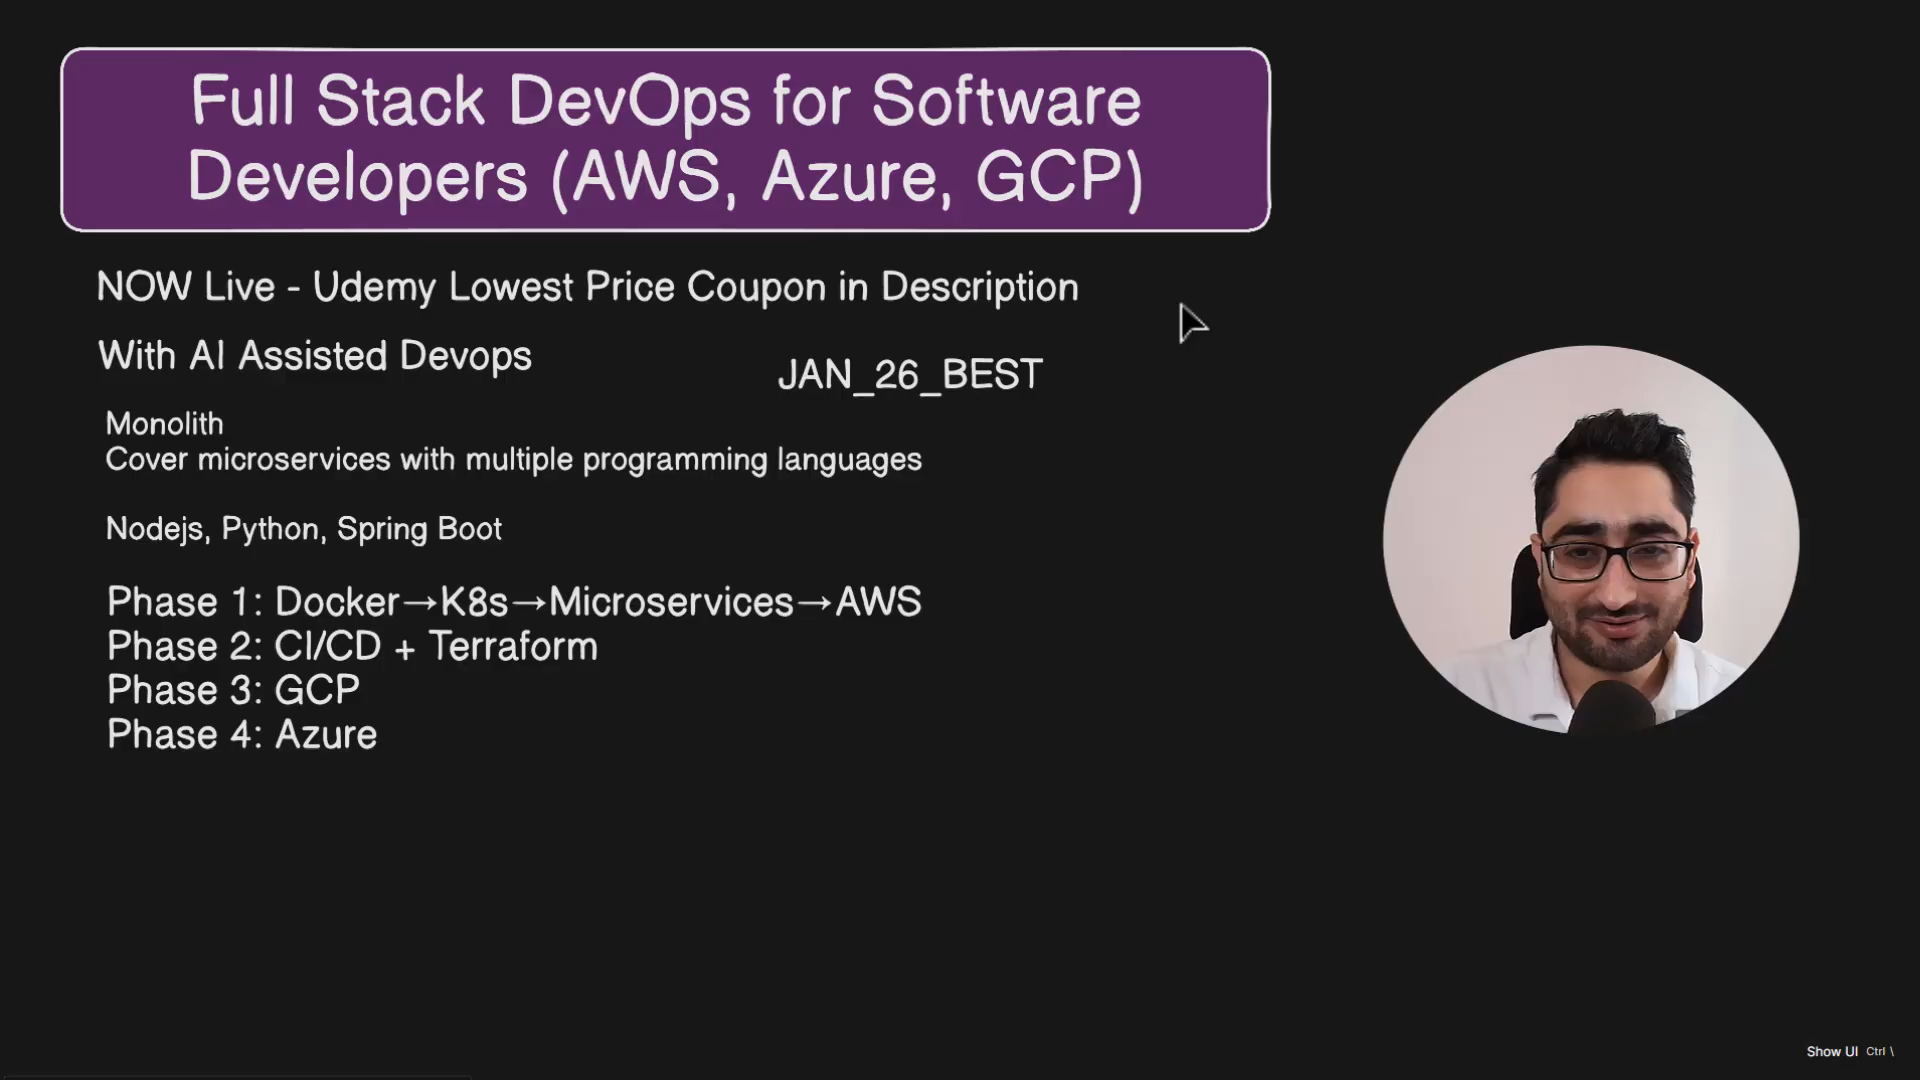 Full Stack DevOps for Software
Developers (AWS, Azure, GCP)
NOW Live - Udemy Lowest Price Coupon in Description
With AI Assisted Devops
JAN_26_BEST
Monolith
Cover microservices with multiple programming languages
Nodejs, Python, Spring Boot
Phase 1: Docker→K8s→Microservices→AWS
Phase 2: CI/CD + Terraform
Phase 3: GCP
Phase 4: Azure
Show UI Ctrl \